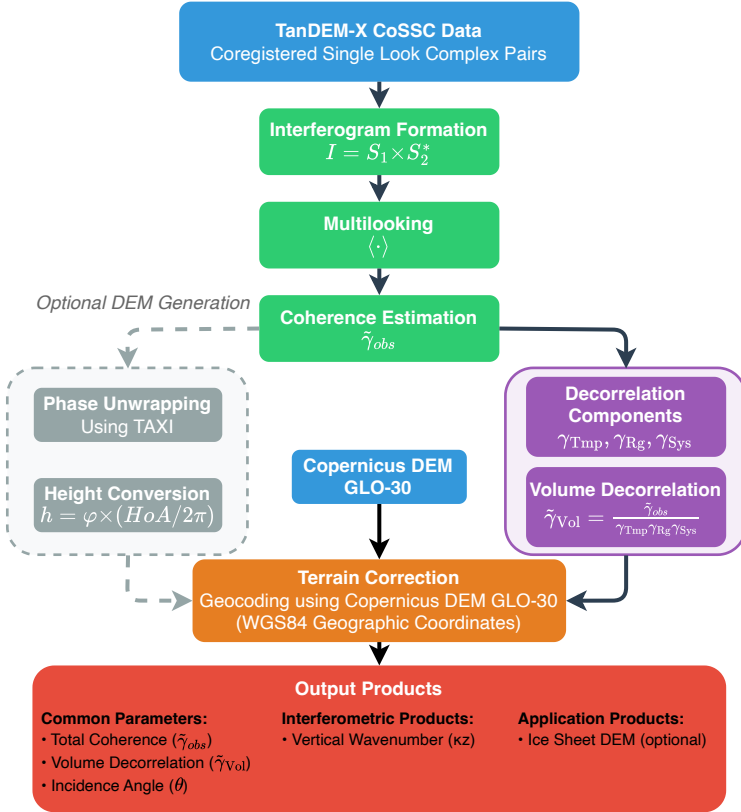 TanDEM-X CoSSC Data
Coregistered Single Look Complex Pairs
Interferogram Formation
I = S₁×S₂*
Multilooking
⟨·⟩
Optional DEM Generation
Coherence Estimation
γ̃obs
Phase Unwrapping
Using TAXI
Height Conversion
h = φ×(HoA/2π)
Copernicus DEM
GLO-30
Decorrelation
Components
γTmp, γRg, γSys
Volume Decorrelation
γ̃Vol = γ̃obs / γTmpγRgγSys
Terrain Correction
Geocoding using Copernicus DEM GLO-30
(WGS84 Geographic Coordinates)
Output Products
Common Parameters:
• Total Coherence (γ̃obs)
• Volume Decorrelation (γ̃Vol)
• Incidence Angle (θ)
Interferometric Products:
• Vertical Wavenumber (κz)
Application Products:
• Ice Sheet DEM (optional)